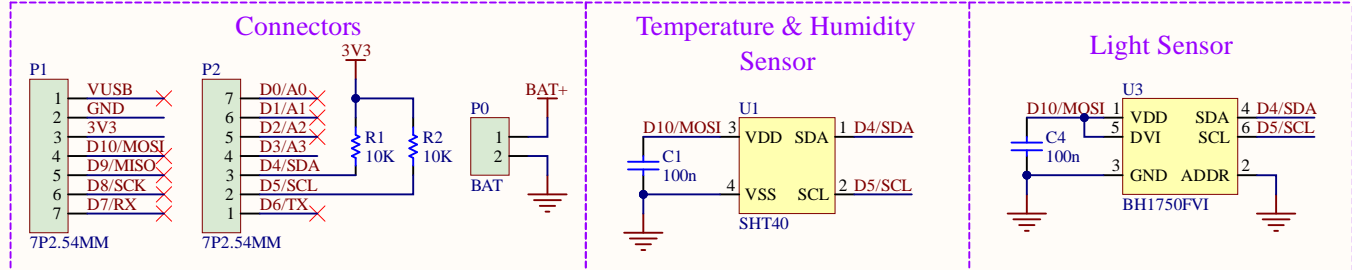 Connectors
P1
1 VUSB
2 GND
3 3V3
4 D10/MOSI
5 D9/MISO
6 D8/SCK
7 D7/RX
7P2.54MM
P2
7 D0/A0
6 D1/A1
5 D2/A2
4 D3/A3
3 D4/SDA
2 D5/SCL
1 D6/TX
7P2.54MM
3V3
R1
10K
R2
10K
P0
1
2
BAT
BAT+
Temperature & Humidity
Sensor
U1
D10/MOSI 3 VDD SDA 1 D4/SDA
C1
100n
4 VSS SCL 2 D5/SCL
SHT40
Light Sensor
U3
D10/MOSI 1 VDD SDA 4 D4/SDA
5 DVI SCL 6 D5/SCL
C4
100n
3 GND ADDR 2
BH1750FVI